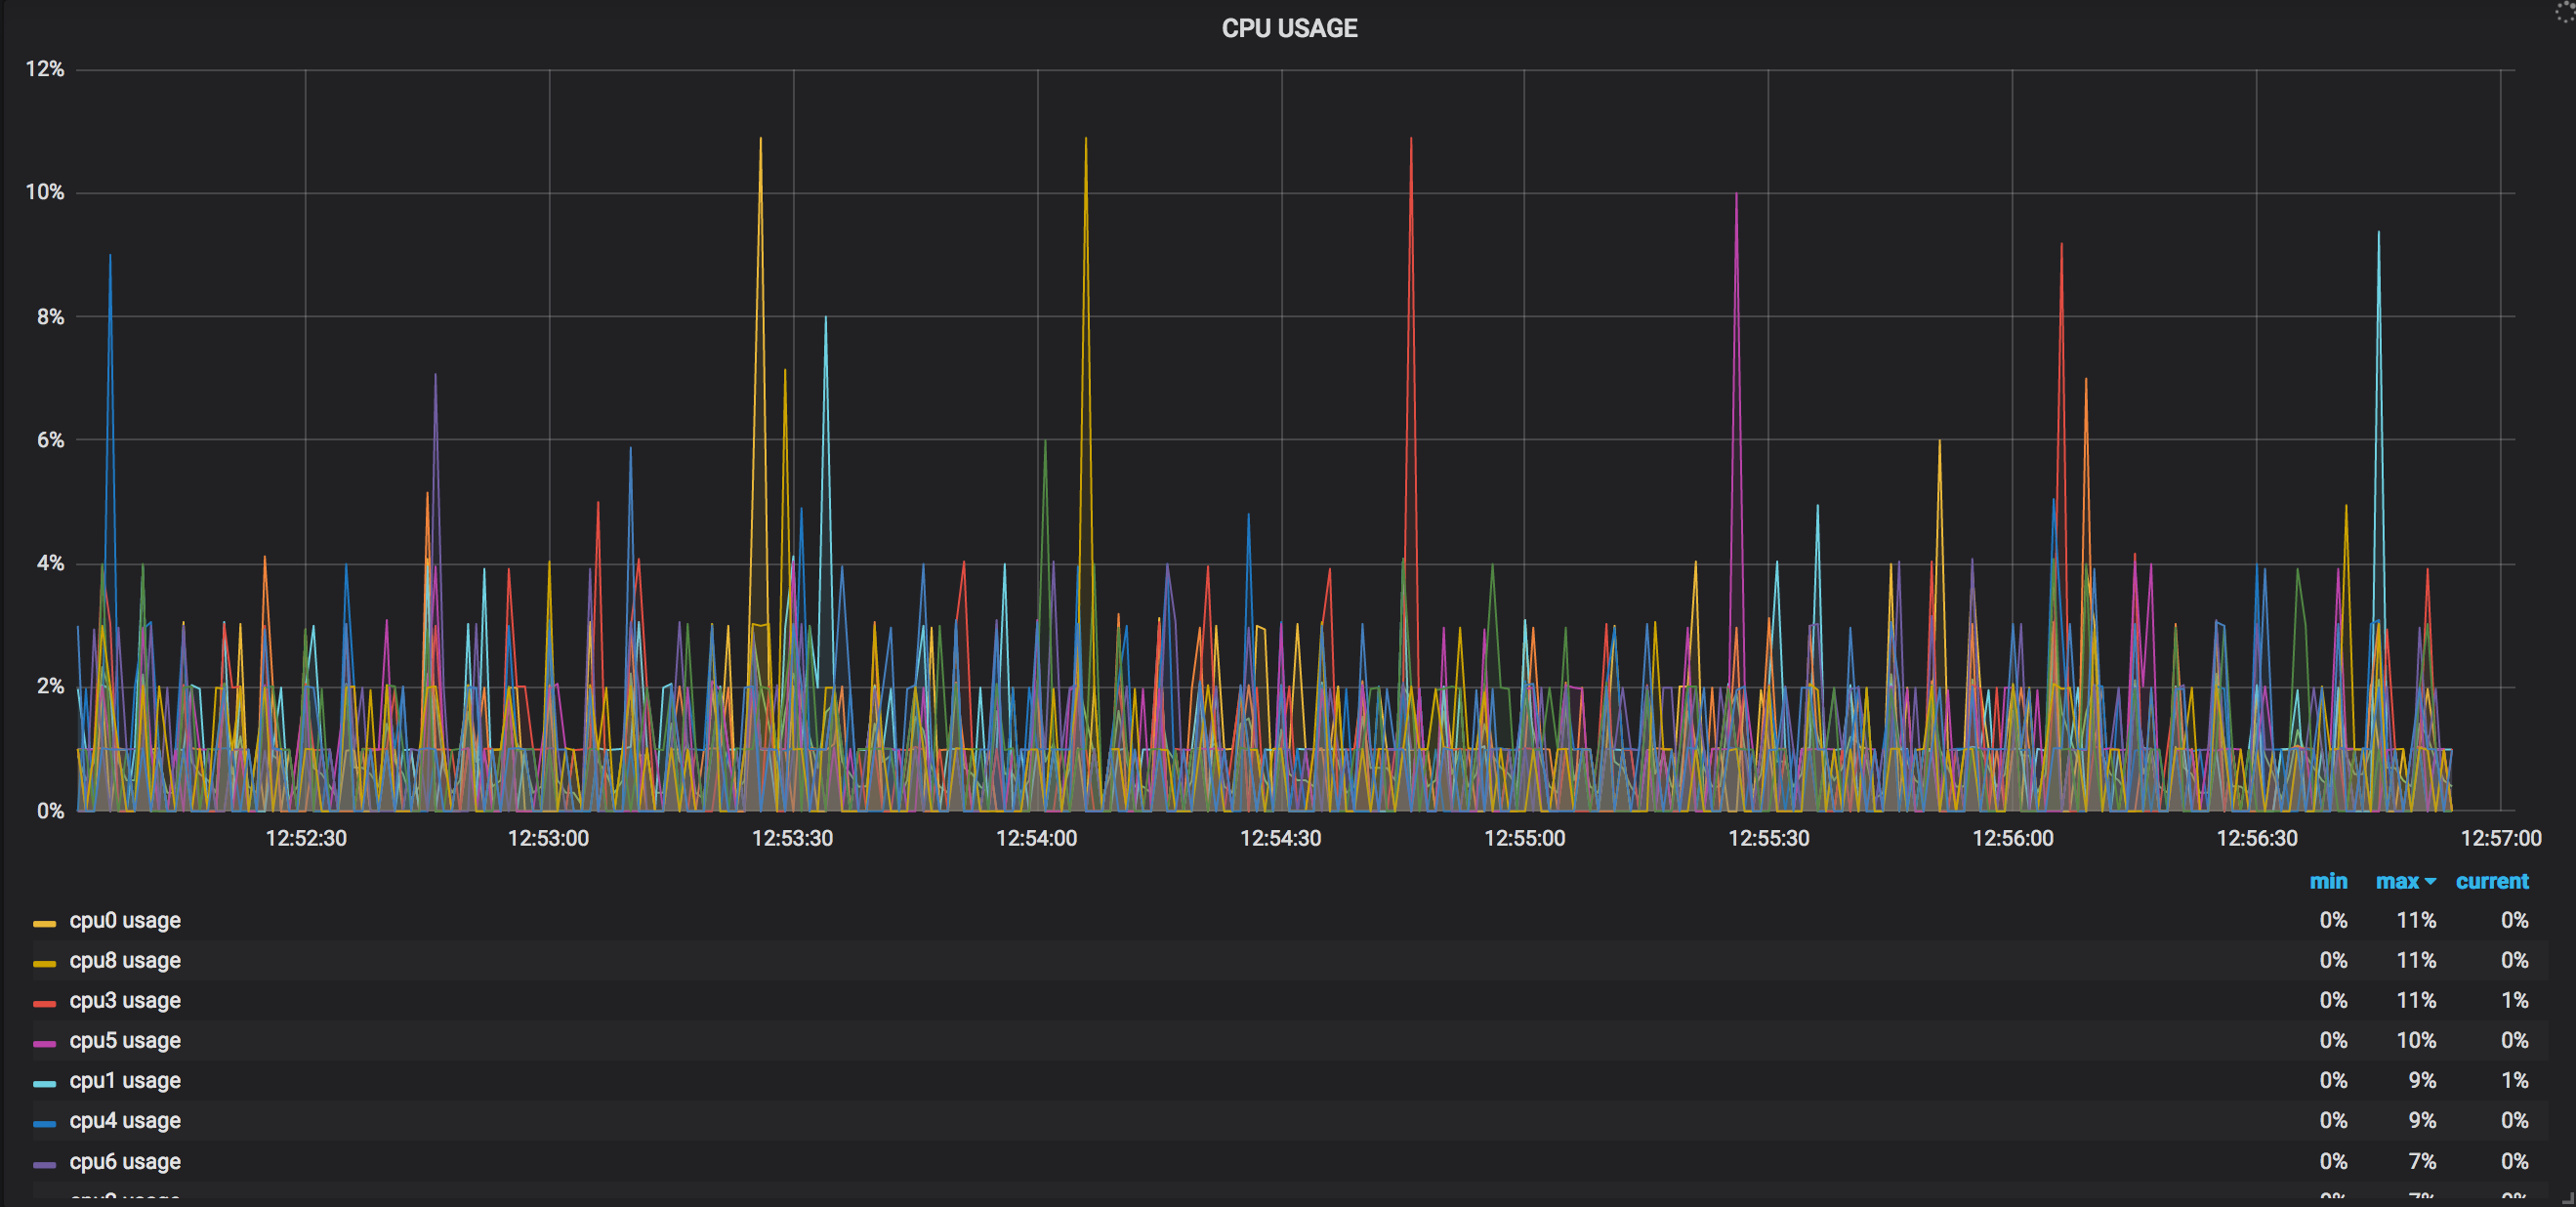 CPU USAGE
12%
10%
8%
6%
4%
2%
0%
12:52:30 12:53:00 12:53:30 12:54:00 12:54:30 12:55:00 12:55:30 12:56:00 12:56:30 12:57:00
min max current
cpu0 usage 0% 11% 0%
cpu8 usage 0% 11% 0%
cpu3 usage 0% 11% 1%
cpu5 usage 0% 10% 0%
cpu1 usage 0% 9% 1%
cpu4 usage 0% 9% 0%
cpu6 usage 0% 7% 0%